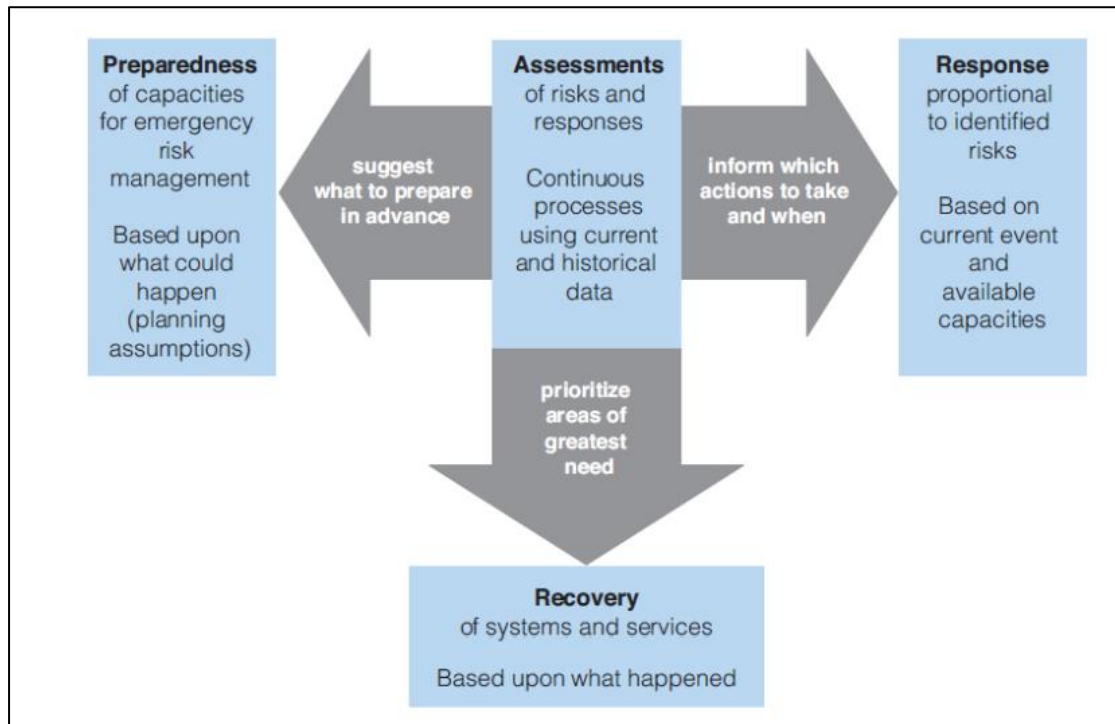 Preparedness
of capacities
for emergency
risk
management
Based upon
what could
happen
(planning
assumptions)
suggest
what to prepare
in advance
Assessments
of risks and
responses
Continuous
processes
using current
and historical
data
inform which
actions to take
and when
Response
proportional
to identified
risks
Based on
current event
and
available
capacities
prioritize
areas of
greatest
need
Recovery
of systems and services
Based upon what happened